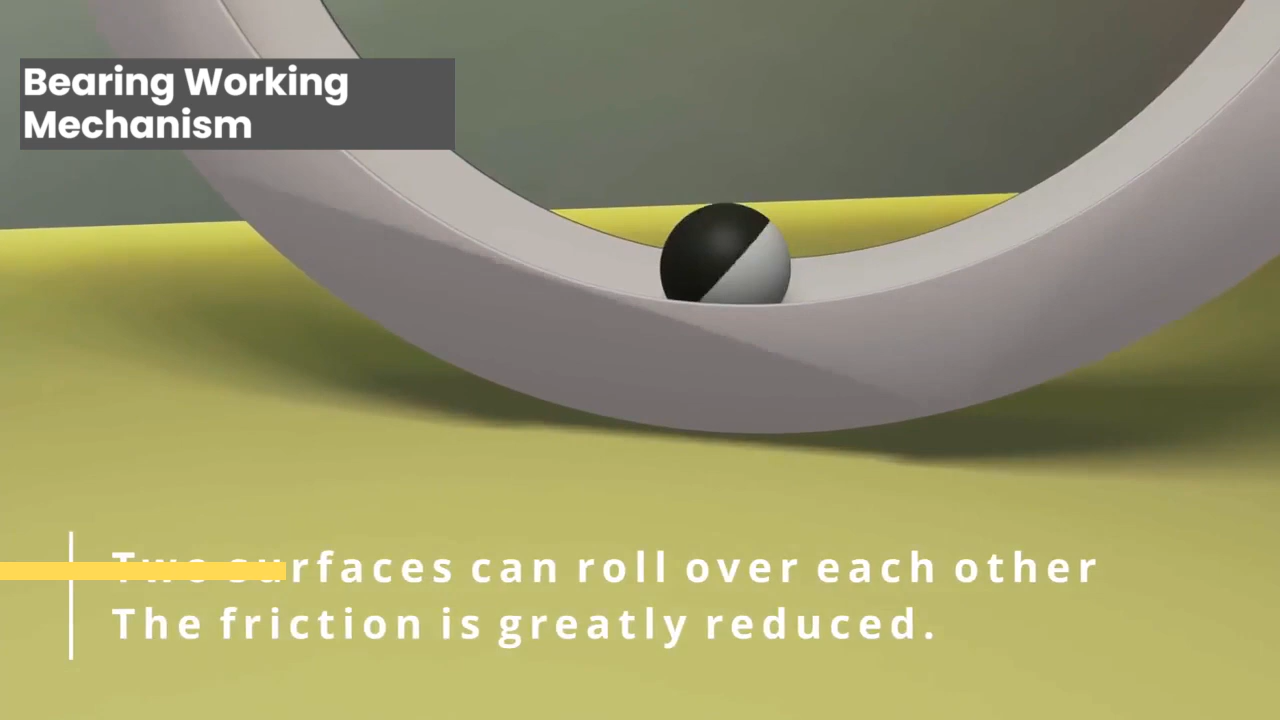 Bearing Working
Mechanism
Two surfaces can roll over each other
The friction is greatly reduced.